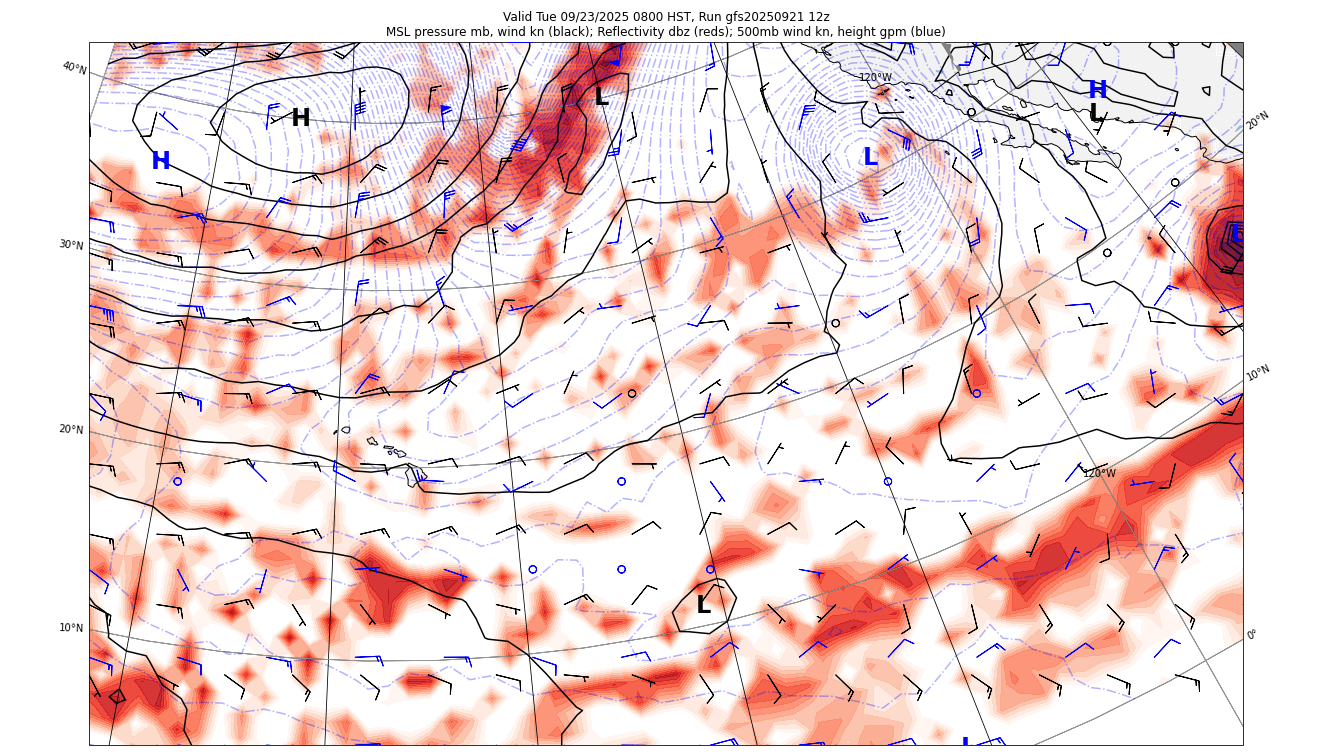 Valid Tue 09/23/2025 0800 HST, Run gfs20250921 12z
MSL pressure mb, wind kn (black); Reflectivity dbz (reds); 500mb wind kn, height gpm (blue)
40°N
120°W
H
L
H
L
20°N
H
L
30°N
L
10°N
20°N
120°W
L
10°N
0°
L